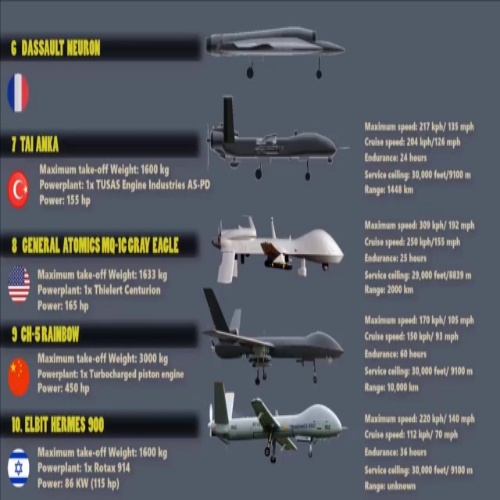 6 DASSAULT NEURON
7 TAI ANKA
Maximum take-off Weight: 1600 kg
Powerplant: 1x TUSAS Engine Industries AS-PD
Power: 155 hp
Maximum speed: 217 kph/ 135 mph
Cruise speed: 204 kph/126 mph
Endurance: 24 hours
Service ceiling: 30,000 feet/9100 m
Range: 1448 km
8 GENERAL ATOMICS MQ-1C GRAY EAGLE
Maximum take-off Weight: 1633 kg
Powerplant: 1x Thielert Centurion
Power: 165 hp
Maximum speed: 309 kph/ 192 mph
Cruise speed: 250 kph/155 mph
Endurance: 25 hours
Service ceiling: 29,000 feet/8839 m
Range: 2000 km
9 CH-5 RAINBOW
Maximum take-off Weight: 3000 kg
Powerplant: 1x Turbocharged piston engine
Power: 450 hp
Maximum speed: 170 kph/ 105 mph
Cruise speed: 150 kph/ 93 mph
Endurance: 60 hours
Service ceiling: 30,000 feet/ 9100 m
Range: 10,000 km
10. ELBIT HERMES 900
Maximum take-off Weight: 1600 kg
Powerplant: 1x Rotax 914
Power: 86 KW (115 hp)
Maximum speed: 220 kph/ 140 mph
Cruise speed: 112 kph/ 70 mph
Endurance: 36 hours
Service ceiling: 30,000 feet/ 9100 m
Range: unknown